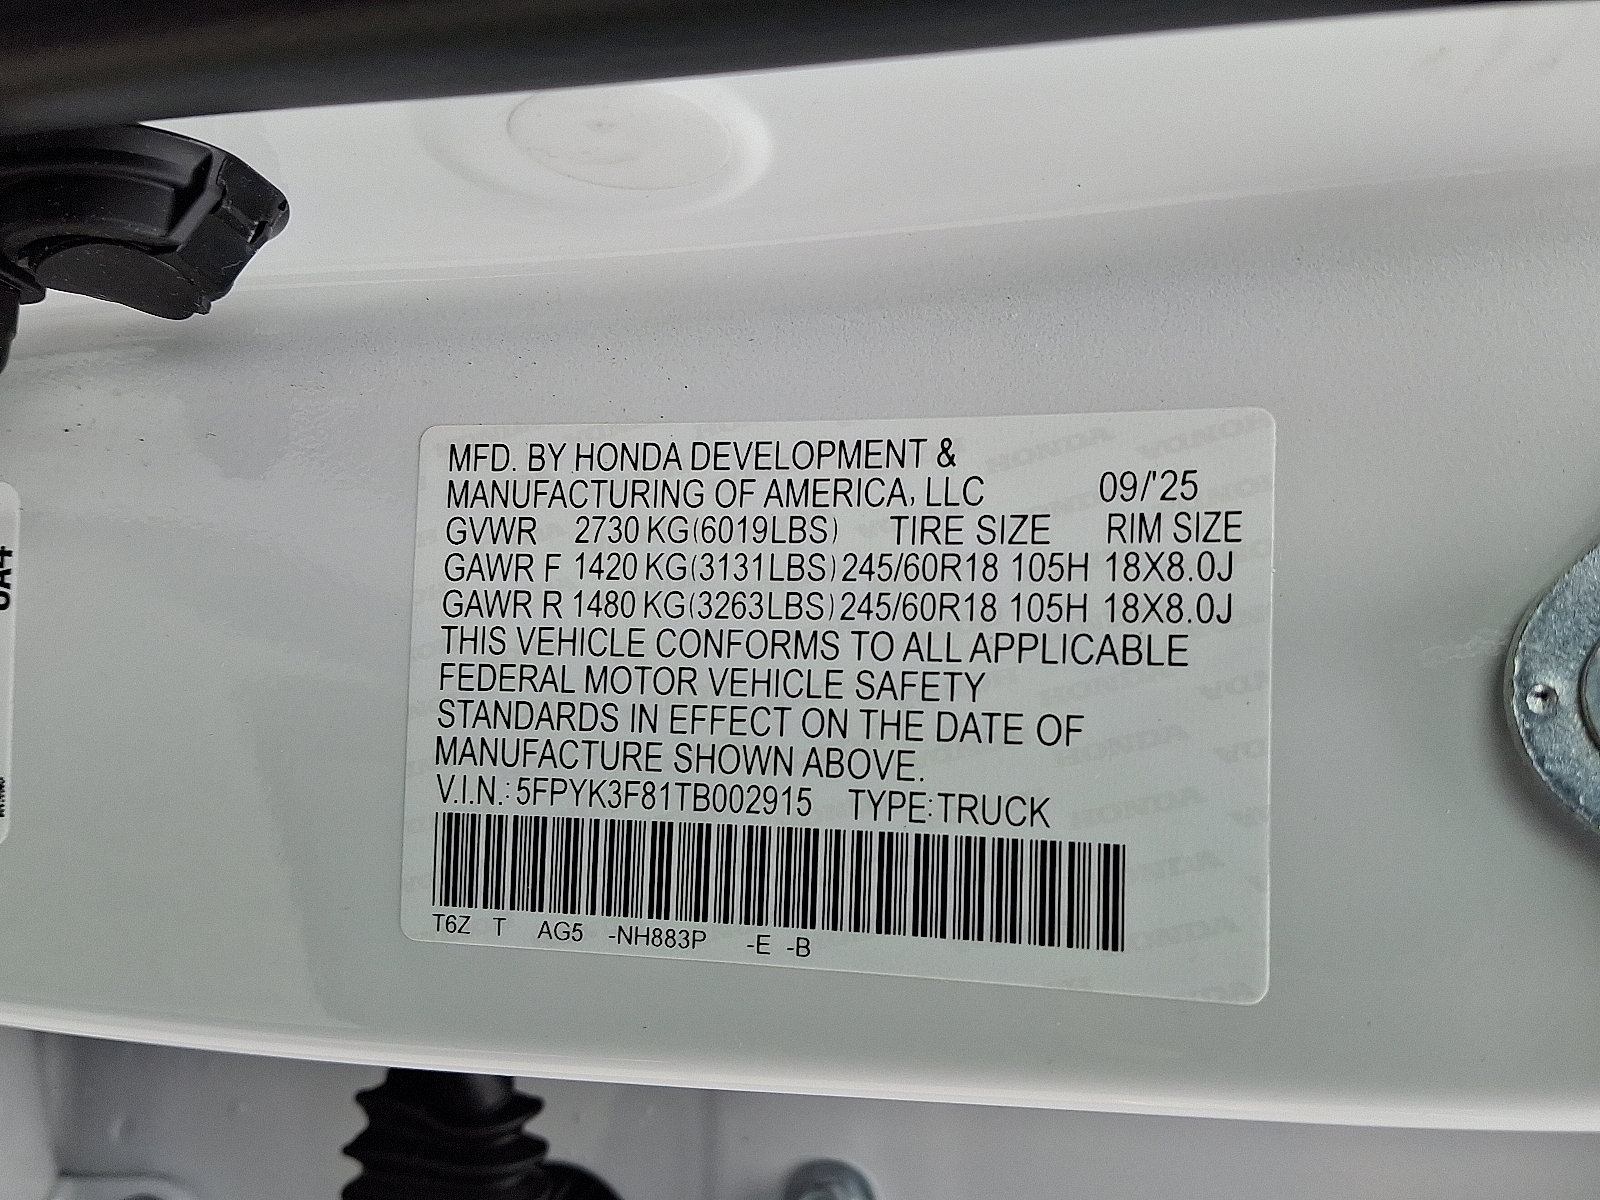 MFD. BY HONDA DEVELOPMENT &
MANUFACTURING OF AMERICA, LLC 09/'25
GVWR 2730 KG(6019LBS) TIRE SIZE RIM SIZE
GAWR F 1420 KG(3131LBS) 245/60R18 105H 18X8.0J
GAWR R 1480 KG(3263LBS) 245/60R18 105H 18X8.0J
THIS VEHICLE CONFORMS TO ALL APPLICABLE
FEDERAL MOTOR VEHICLE SAFETY
STANDARDS IN EFFECT ON THE DATE OF
MANUFACTURE SHOWN ABOVE.
V.I.N.: 5FPYK3F81TB002915 TYPE: TRUCK
T6Z T AG5 -NH883P -E -B